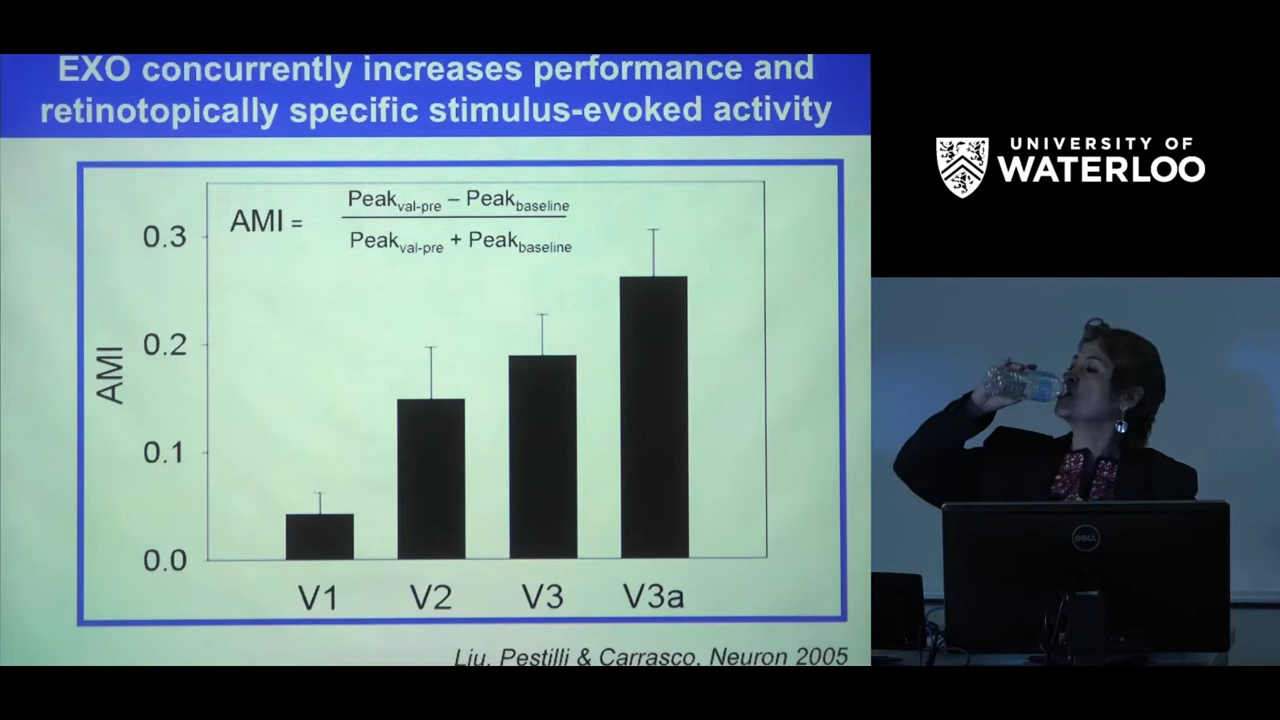 EXO concurrently increases performance and
retinotopically specific stimulus-evoked activity
AMI = Peakval-pre – Peakbaseline
Peakval-pre + Peakbaseline
0.3
0.2
0.1
0.0
AMI
V1 V2 V3 V3a
Liu, Pestilli & Carrasco, Neuron 2005
UNIVERSITY OF
WATERLOO
DELL